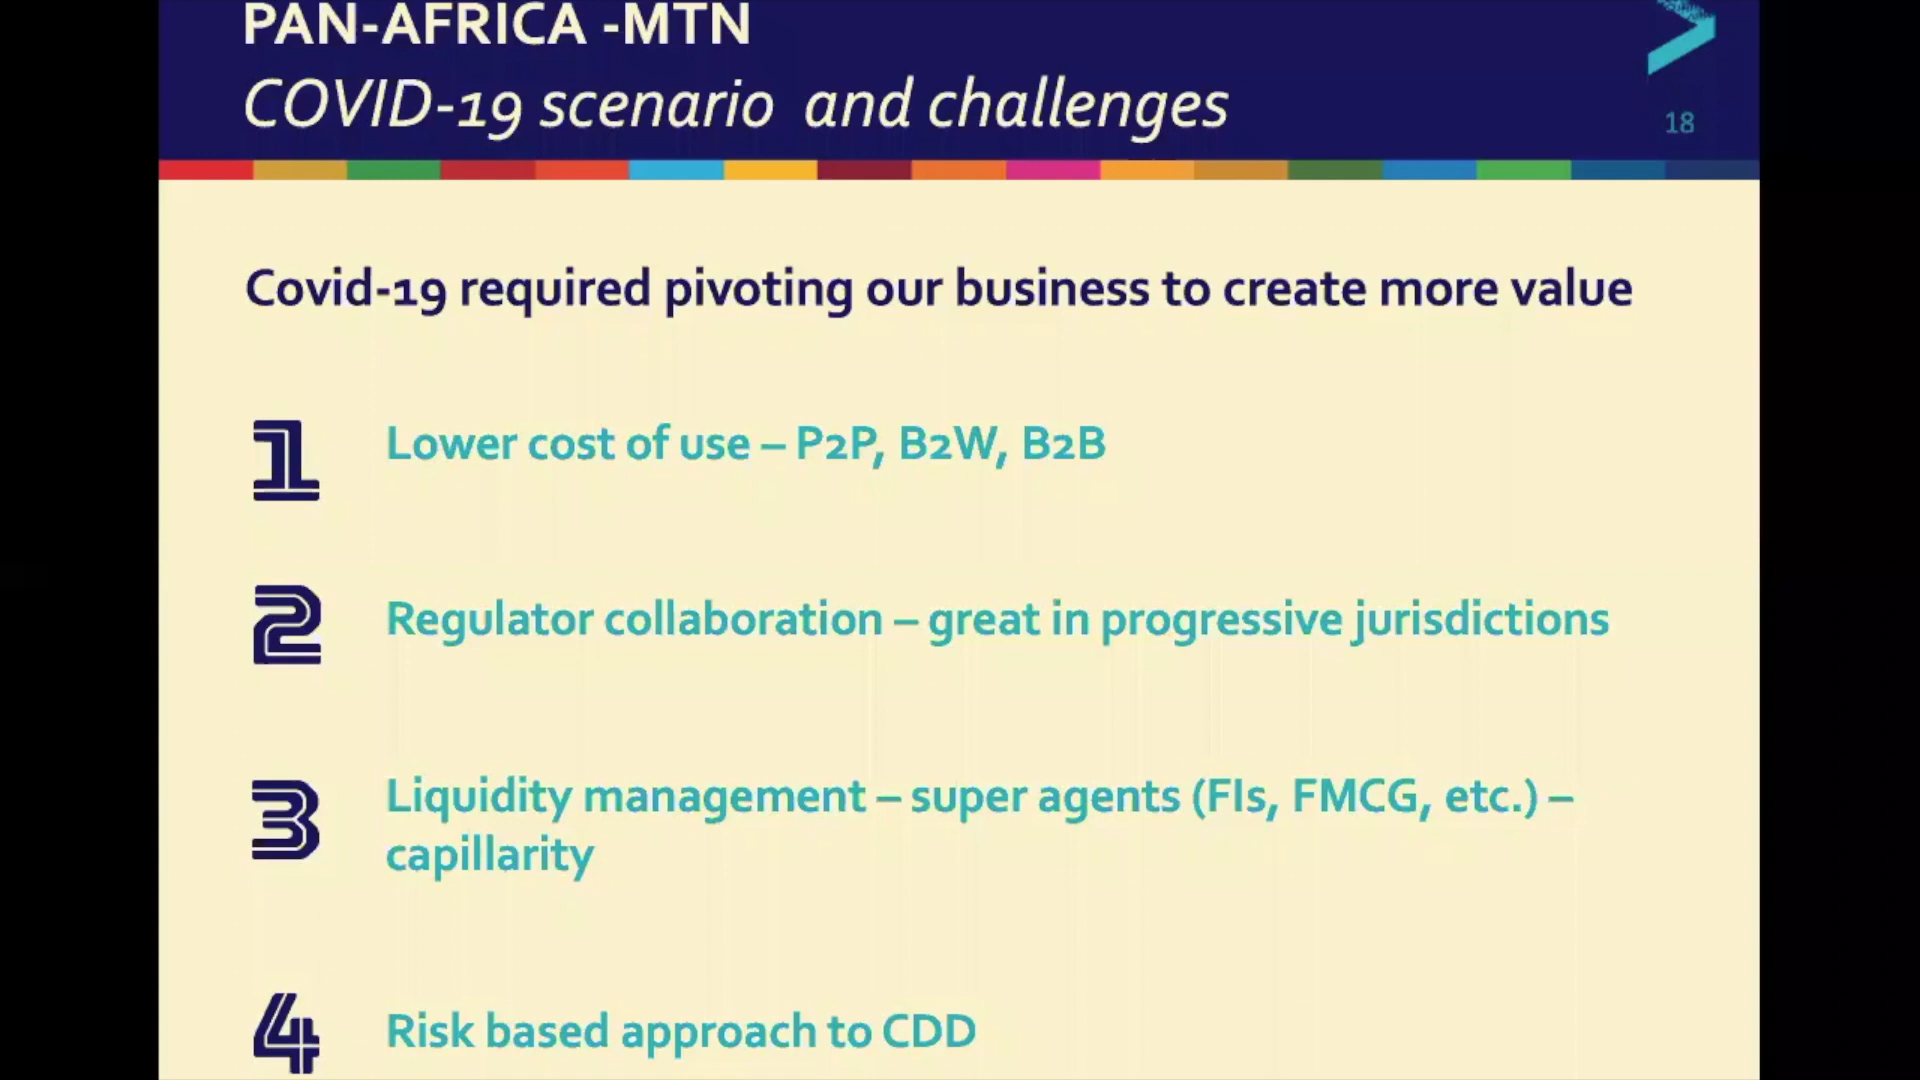 PAN-AFRICA -MTN
COVID-19 scenario and challenges
18
Covid-19 required pivoting our business to create more value
1
Lower cost of use – P2P, B2W, B2B
2
Regulator collaboration – great in progressive jurisdictions
3
Liquidity management – super agents (FIs, FMCG, etc.) –
capillarity
4
Risk based approach to CDD